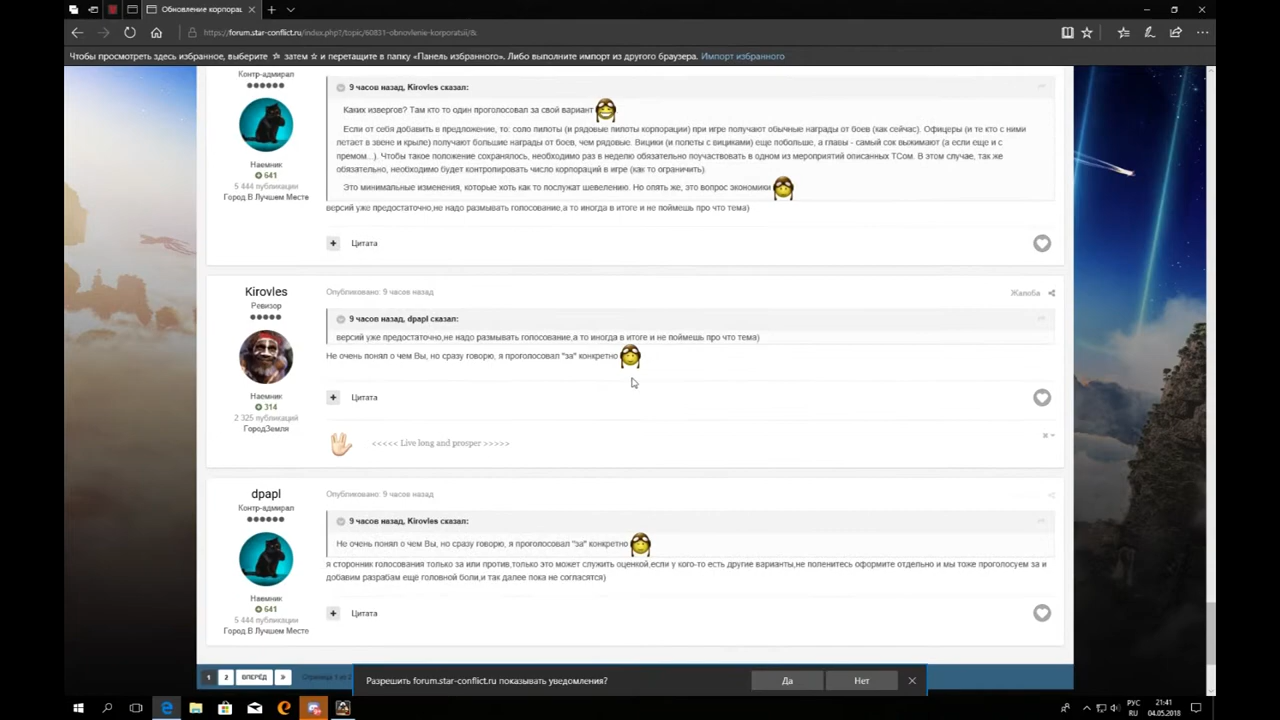 Обновление корпорац
https://forum.star-conflict.ru/index.php?/topic/60831-obnovlenie-korporatsii/&
Чтобы просмотреть здесь избранное, выберите ☆ затем ☆ и перетащите в папку «Панель избранного». Либо выполните импорт из другого браузера. Импорт избранного
Контр-адмирал
Наемник
641
5 444 публикации
Город В Лучшем Месте
9 часов назад, Kirovles сказал:
Каких извергов? Там кто то один проголосовал за свой вариант
Если от себя добавить в предложение, то: соло пилоты (и рядовые пилоты корпорации) при игре получают обычные награды от боев (как сейчас). Офицеры (и те кто с ними
летает в звене и крыле) получают большие награды от боев, чем рядовые. Вицики (и полеты с вициками) еще побольше, а главы - самый сок выжимают (а если еще и с
премом...). Чтобы такое положение сохранялось, необходимо раз в неделю обязательно поучаствовать в одном из мероприятий описанных ТСом. В этом случае, так же
обязательно, необходимо будет контролировать число корпораций в игре (как то ограничить).
Это минимальные изменения, которые хоть как то послужат шевелению. Но опять же, это вопрос экономики
версий уже предостаточно,не надо размывать голосование,а то иногда в итоге и не поймешь про что тема)
+ Цитата
Kirovles
Ревизор
Наемник
314
2 325 публикаций
ГородЗемля
Опубликовано: 9 часов назад
Жалоба
9 часов назад, dpapl сказал:
версий уже предостаточно,не надо размывать голосование,а то иногда в итоге и не поймешь про что тема)
Не очень понял о чем Вы, но сразу говорю, я проголосовал "за" конкретно
+ Цитата
<<<<< Live long and prosper >>>>>
dpapl
Контр-адмирал
Наемник
641
5 444 публикации
Город В Лучшем Месте
Опубликовано: 9 часов назад
9 часов назад, Kirovles сказал:
Не очень понял о чем Вы, но сразу говорю, я проголосовал "за" конкретно
я сторонник голосования только за или против,только это может служить оценкой,если у кого-то есть другие варианты,не поленитесь оформите отдельно и мы тоже проголосуем за и
добавим разрабам еще головной боли,и так далее пока не согласятся)
+ Цитата
1 2 ВПЕРЁД » Страница 1 из 2
Разрешить forum.star-conflict.ru показывать уведомления?
Да
Нет
РУС
RU
21:41
04.05.2018